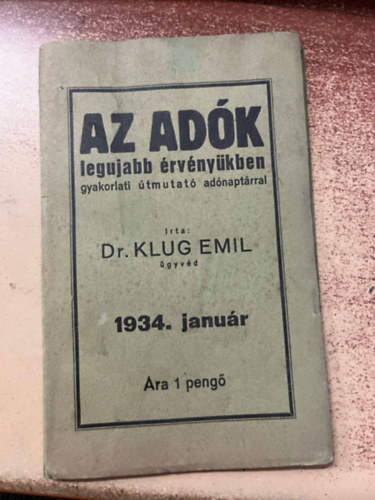 AZ ADÓK
legujabb érvényükben
gyakorlati útmutató adónaptárral
Irta:
Dr. KLUG EMIL
ügyvéd
1934. január
Ára 1 pengő